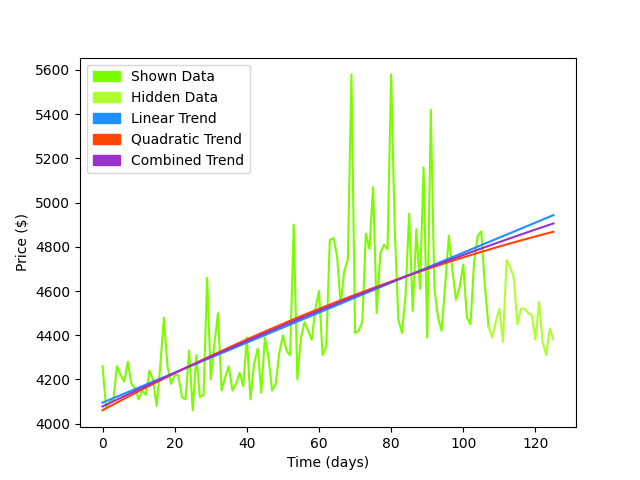 5600
5400
5200
5000
4800
4600
4400
4200
4000
Price ($)
Shown Data
Hidden Data
Linear Trend
Quadratic Trend
Combined Trend
0 20 40 60 80 100 120
Time (days)